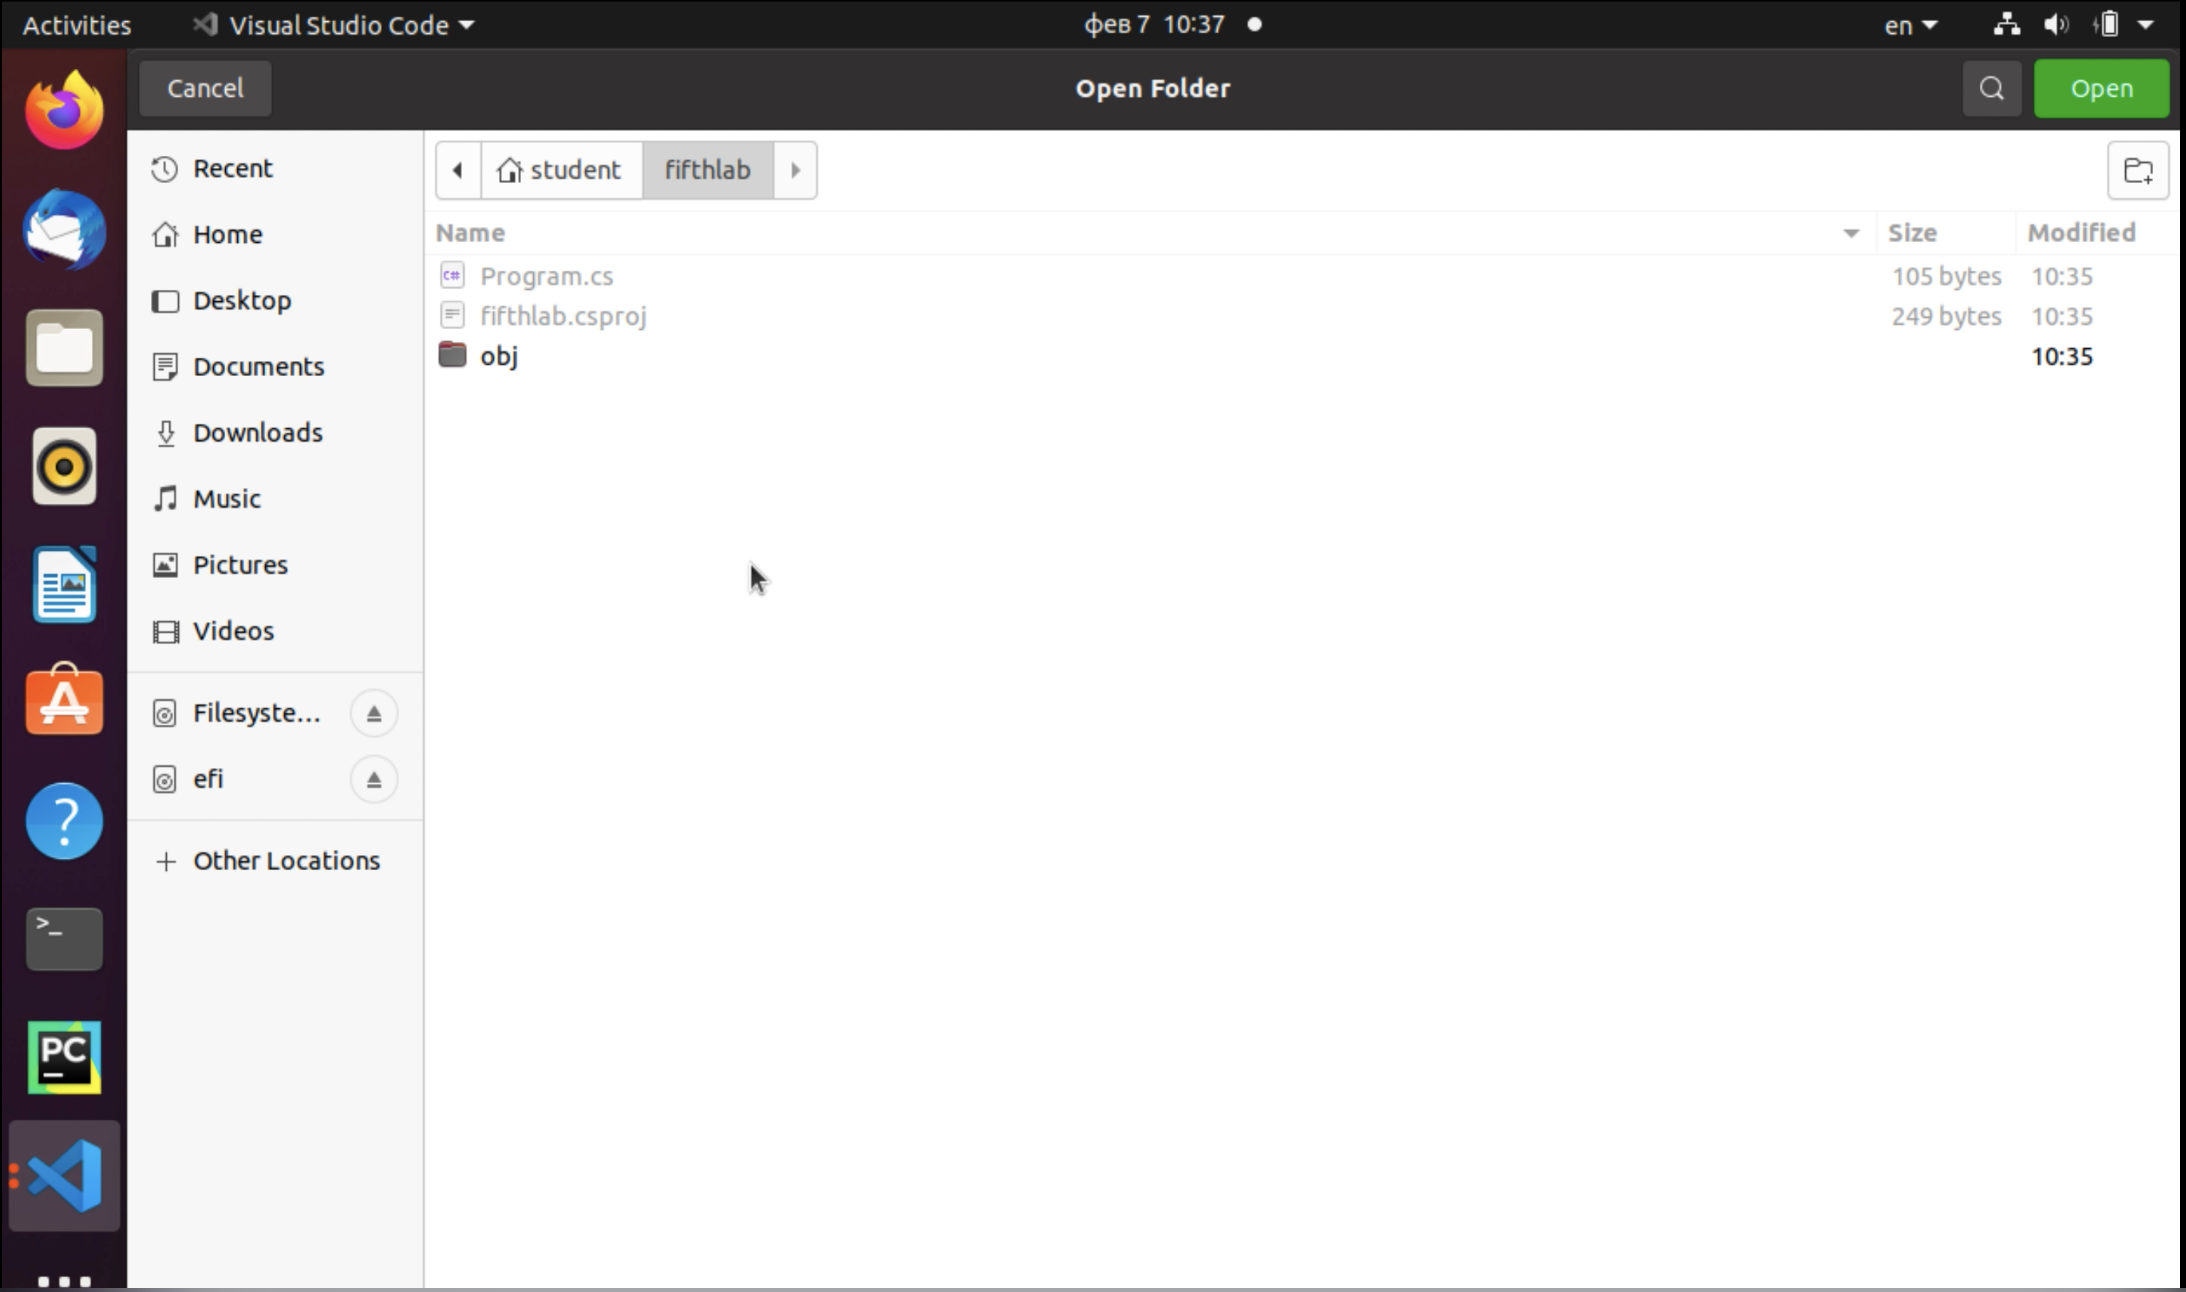 Activities Visual Studio Code фев 7 10:37 en
Cancel Open Folder Open
Recent
Home
Desktop
Documents
Downloads
Music
Pictures
Videos
Filesyste...
efi
Other Locations
student fifthlab
Name Size Modified
C# Program.cs 105 bytes 10:35
fifthlab.csproj 249 bytes 10:35
obj 10:35
A
?
>_
PC